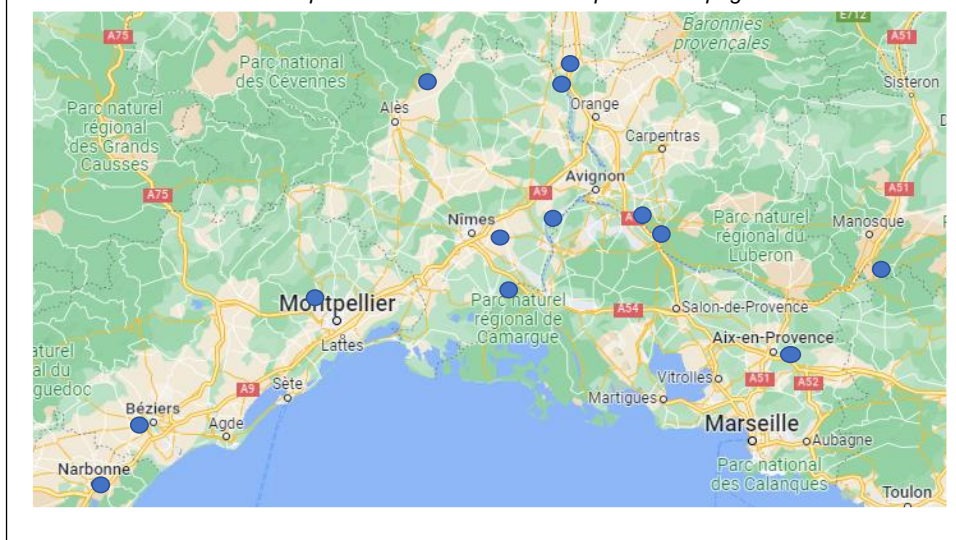 E712
A75
Baronnies
provençales
A51
Parc national
des Cévennes
Sisteron
Alès
Orange
Parc naturel
régional
des Grands
Causses
Carpentras
Avignon
A75
A9
A51
Nîmes
Parc naturel
régional du
Luberon
Manosque
Montpellier
Parc naturel
régional de
Camargue
A54
Salon-de-Provence
Lattes
Aix-en-Provence
aturel
al du
guedoc
A9
Sète
Vitrolles
A51
A52
Martigues
Béziers
Agde
Marseille
Aubagne
Narbonne
Parc national
des Calanques
Toulon